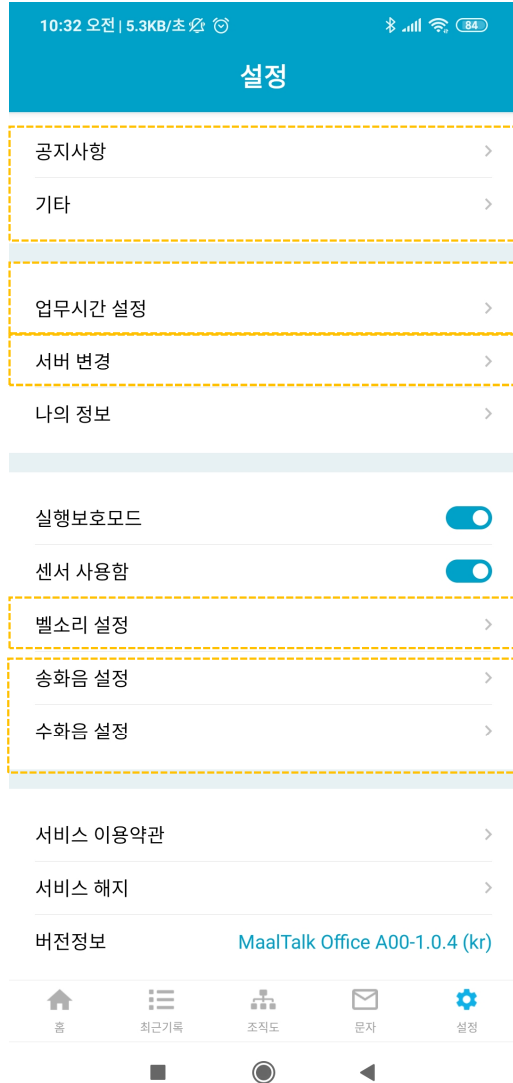 10:32 오전 | 5.3KB/초 84
설정
공지사항
기타
업무시간 설정
서버 변경
나의 정보
실행보호모드
센서 사용함
벨소리 설정
송화음 설정
수화음 설정
서비스 이용약관
서비스 해지
버전정보 MaalTalk Office A00-1.0.4 (kr)
홈 최근기록 조직도 문자 설정